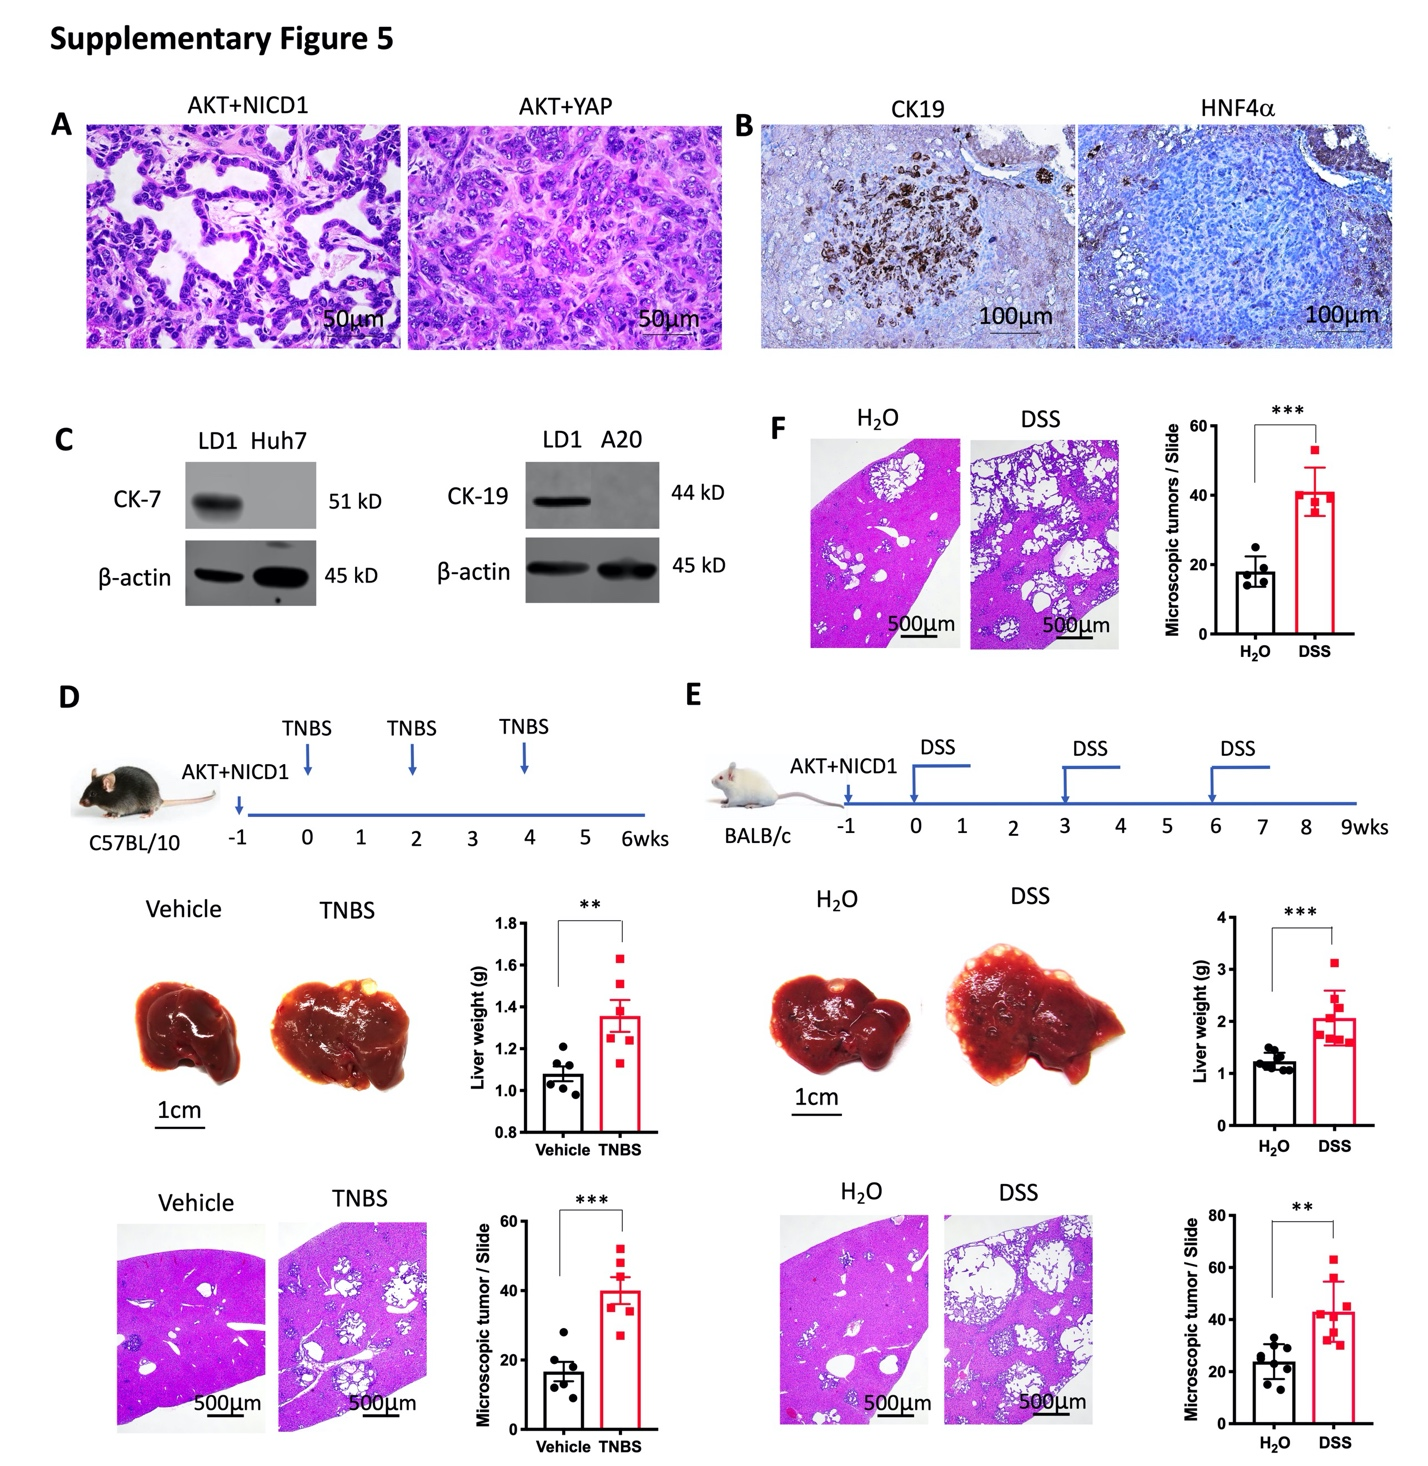 Supplementary Figure 5
A
AKT+NICD1
AKT+YAP
50µm
50µm
B
CK19
HNF4α
100µm
100µm
C
LD1 Huh7
CK-7
51 kD
β-actin
45 kD
LD1 A20
CK-19
44 kD
β-actin
45 kD
F
H₂O
DSS
500µm
500µm
***
Microscopic tumors / Slide
60
40
20
0
H₂O
DSS
D
TNBS
TNBS
TNBS
AKT+NICD1
C57BL/10
-1 0 1 2 3 4 5 6wks
Vehicle
TNBS
1cm
**
Liver weight (g)
1.8
1.6
1.4
1.2
1.0
0.8
Vehicle TNBS
Vehicle
TNBS
500µm
500µm
***
Microscopic tumor / Slide
60
40
20
0
Vehicle TNBS
E
DSS
DSS
DSS
AKT+NICD1
BALB/c
-1 0 1 2 3 4 5 6 7 8 9wks
H₂O
DSS
1cm
***
Liver weight (g)
4
3
2
1
0
H₂O
DSS
H₂O
DSS
500µm
500µm
**
Microscopic tumor / Slide
80
60
40
20
0
H₂O
DSS